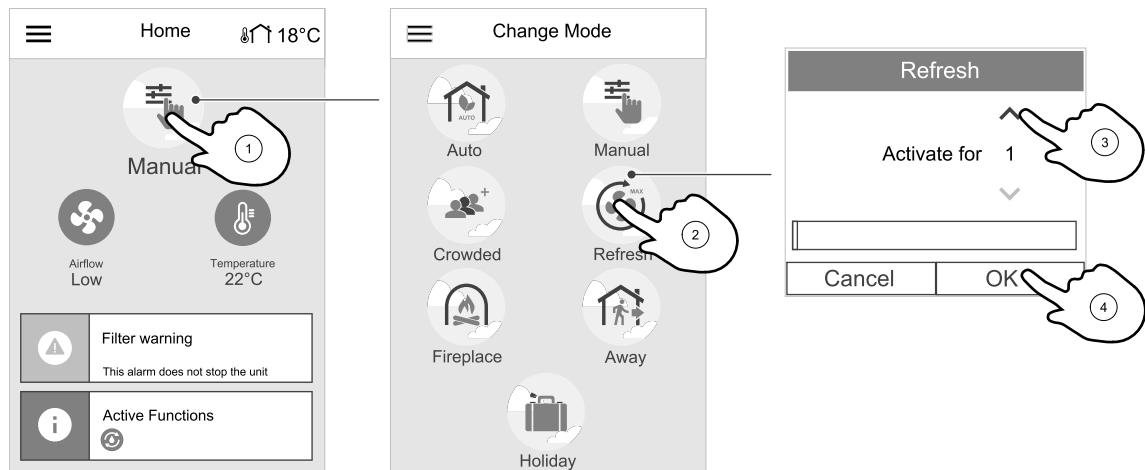 Home
18°C
Manual
1
Airflow
Low
Temperature
22°C
Filter warning
This alarm does not stop the unit
i
Active Functions
Change Mode
AUTO
Auto
Manual
+
Crowded
MAX
Refresh
2
Fireplace
Away
Holiday
Refresh
3
Activate for 1
Cancel
OK
4